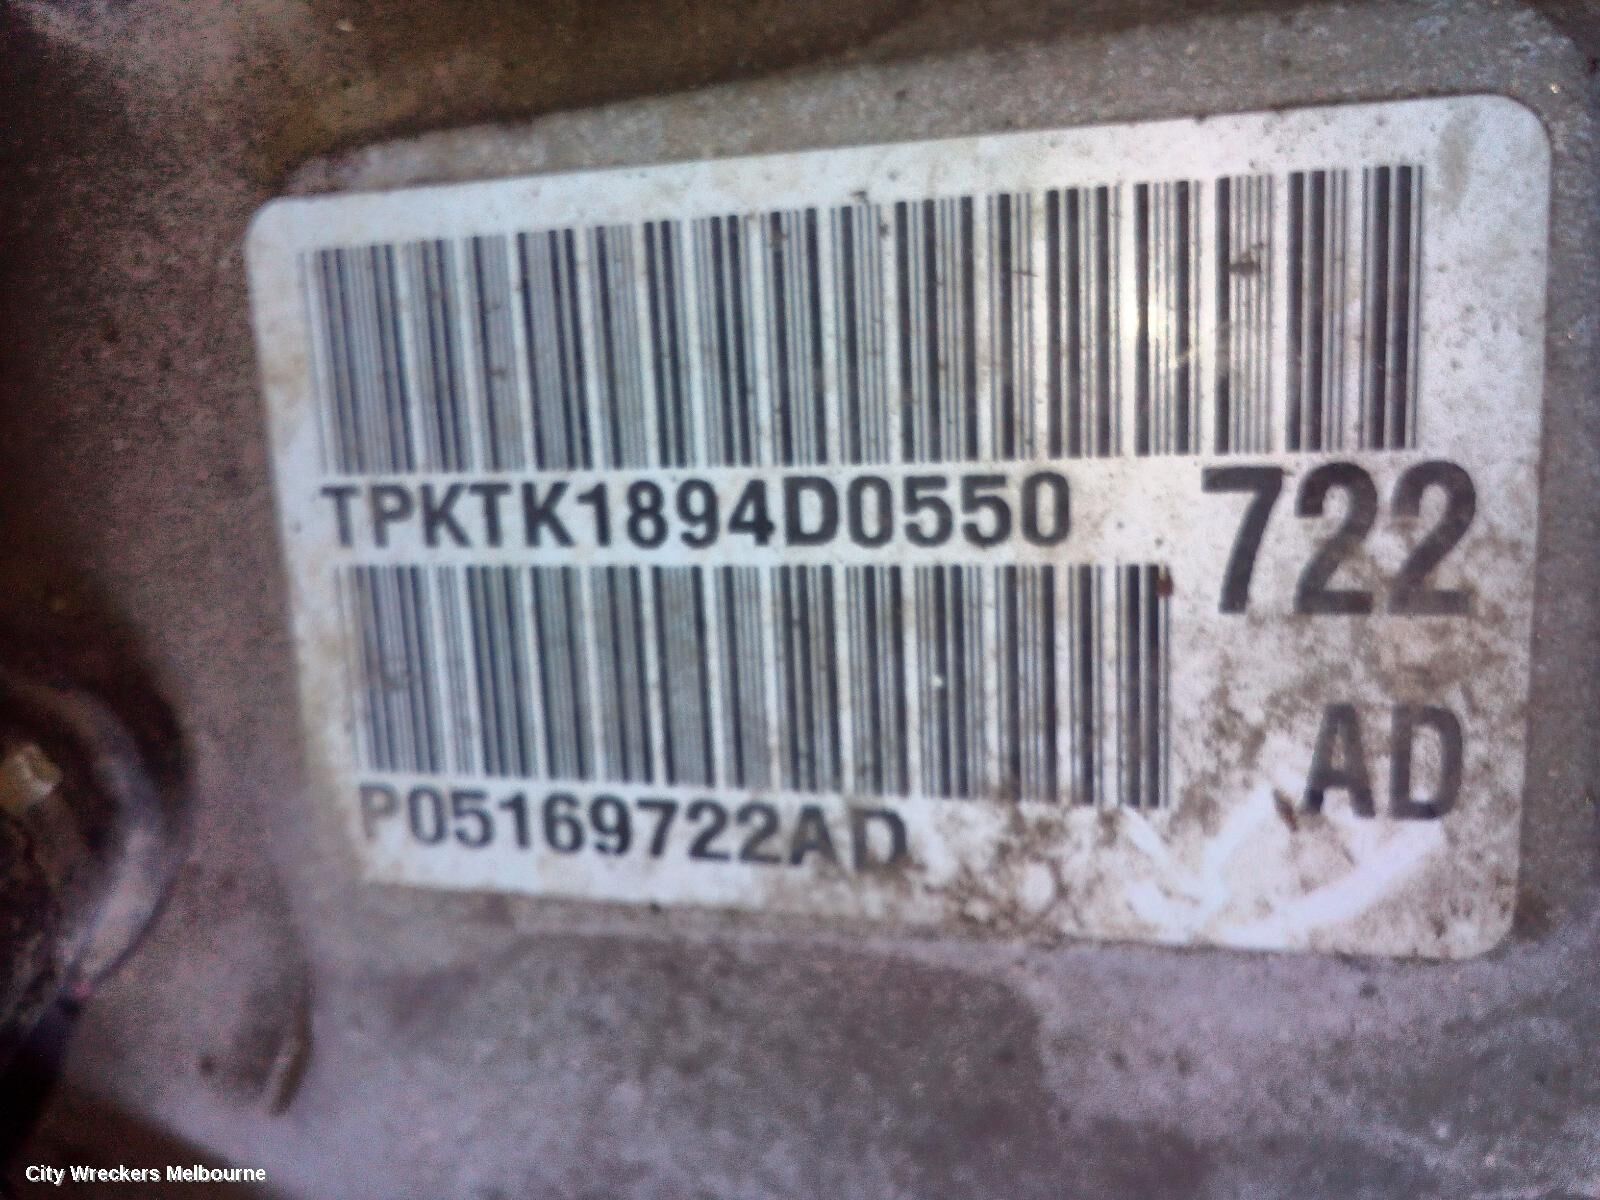 TPKTK1894D0550
722
P05169722AD
AD
City Wreckers Melbourne